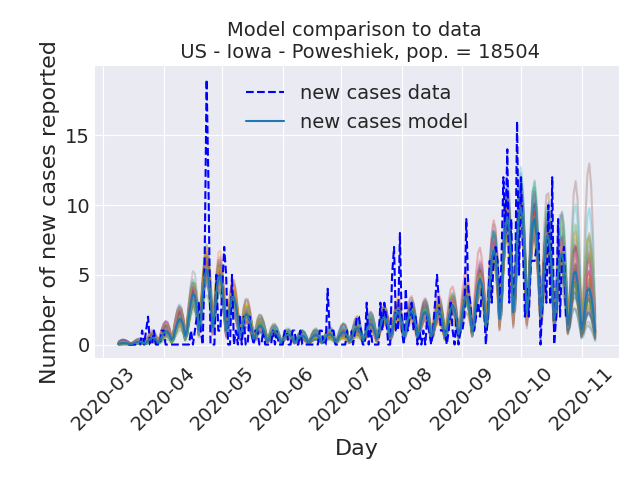 Model comparison to data
US - Iowa - Poweshiek, pop. = 18504
new cases data
new cases model
Number of new cases reported
15
10
5
0
2020-03
2020-04
2020-05
2020-06
2020-07
2020-08
2020-09
2020-10
2020-11
Day